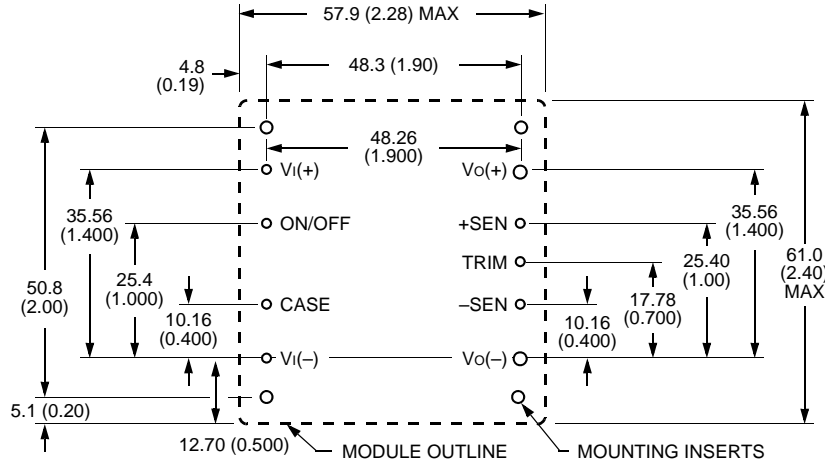 57.9 (2.28) MAX
4.8
(0.19)
48.3 (1.90)
48.26
(1.900)
VI(+)
VO(+)
35.56
(1.400)
ON/OFF
+SEN
35.56
(1.400)
TRIM
61.0
(2.40)
MAX
50.8
(2.00)
25.4
(1.000)
25.40
(1.00)
CASE
–SEN
17.78
(0.700)
10.16
(0.400)
10.16
(0.400)
VI(–)
VO(–)
5.1 (0.20)
12.70 (0.500)
MODULE OUTLINE
MOUNTING INSERTS